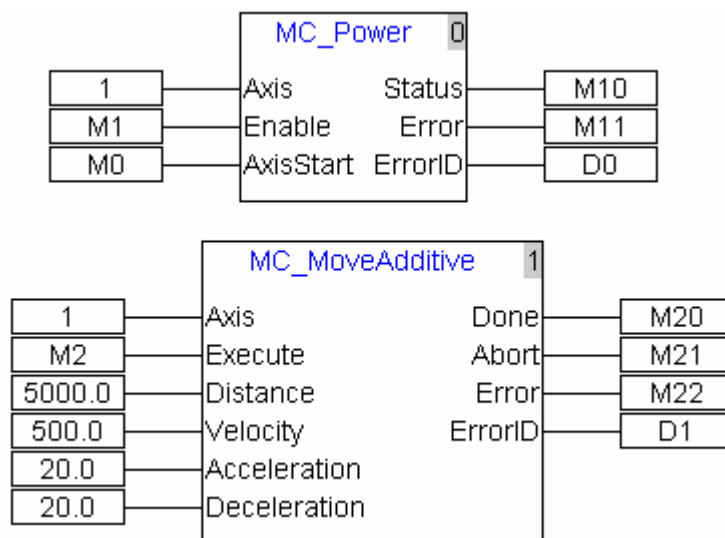 MC_Power 0
1 Axis Status M10
M1 Enable Error M11
M0 AxisStart ErrorID D0
MC_MoveAdditive 1
1 Axis Done M20
M2 Execute Abort M21
5000.0 Distance Error M22
500.0 Velocity ErrorID D1
20.0 Acceleration
20.0 Deceleration